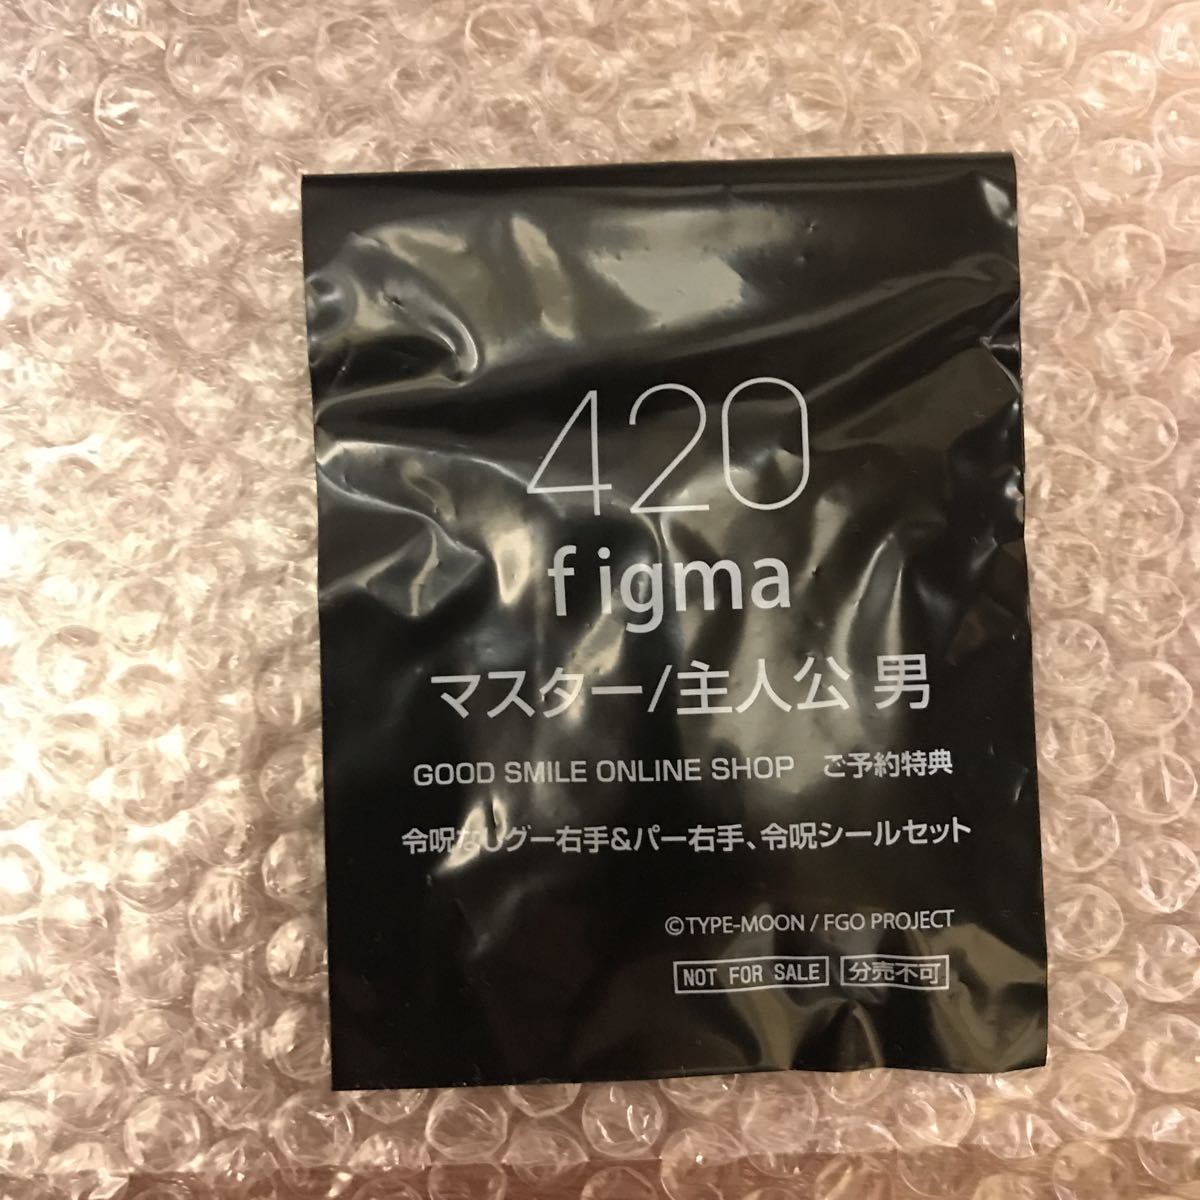 420
figma
マスター/主人公 男
GOOD SMILE ONLINE SHOP ご予約特典
令呪なしグー右手&パー右手、令呪シールセット
©TYPE-MOON / FGO PROJECT
NOT FOR SALE 分売不可